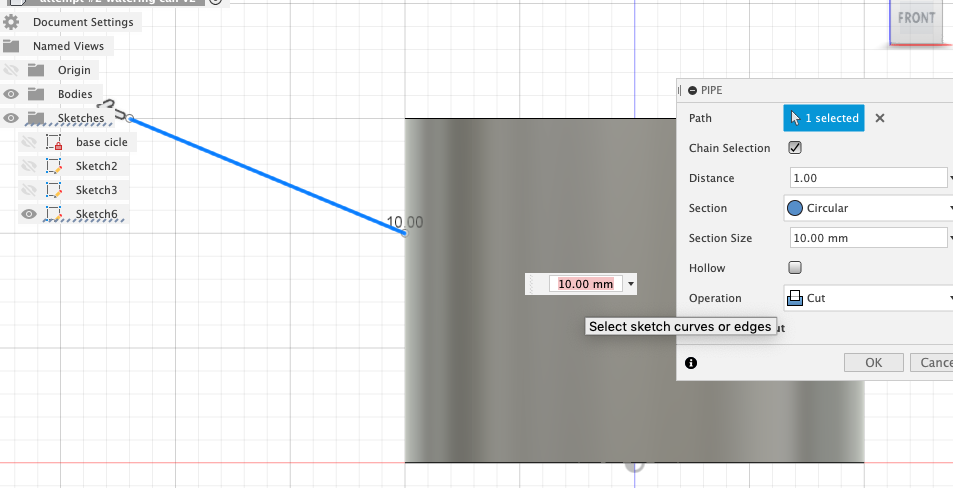 attempt #2 watering can v2
Document Settings
FRONT
Named Views
Origin
Bodies
Sketches
base cicle
Sketch2
Sketch3
Sketch6
10.00
10.00 mm
Select sketch curves or edges
PIPE
Path
1 selected
Chain Selection
Distance
1.00
Section
Circular
Section Size
10.00 mm
Hollow
Operation
Cut
OK
Cance